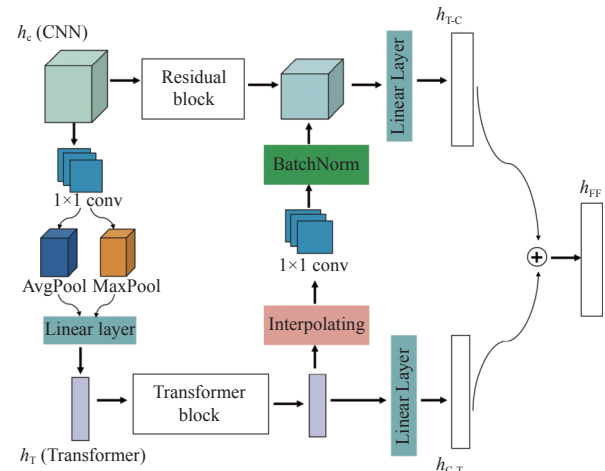 h_c (CNN)
Residual
block
Linear Layer
h_T-C
1×1 conv
BatchNorm
h_FF
AvgPool
MaxPool
1×1 conv
+
Linear layer
Interpolating
Transformer
block
Linear Layer
h_T (Transformer)
h_C-T